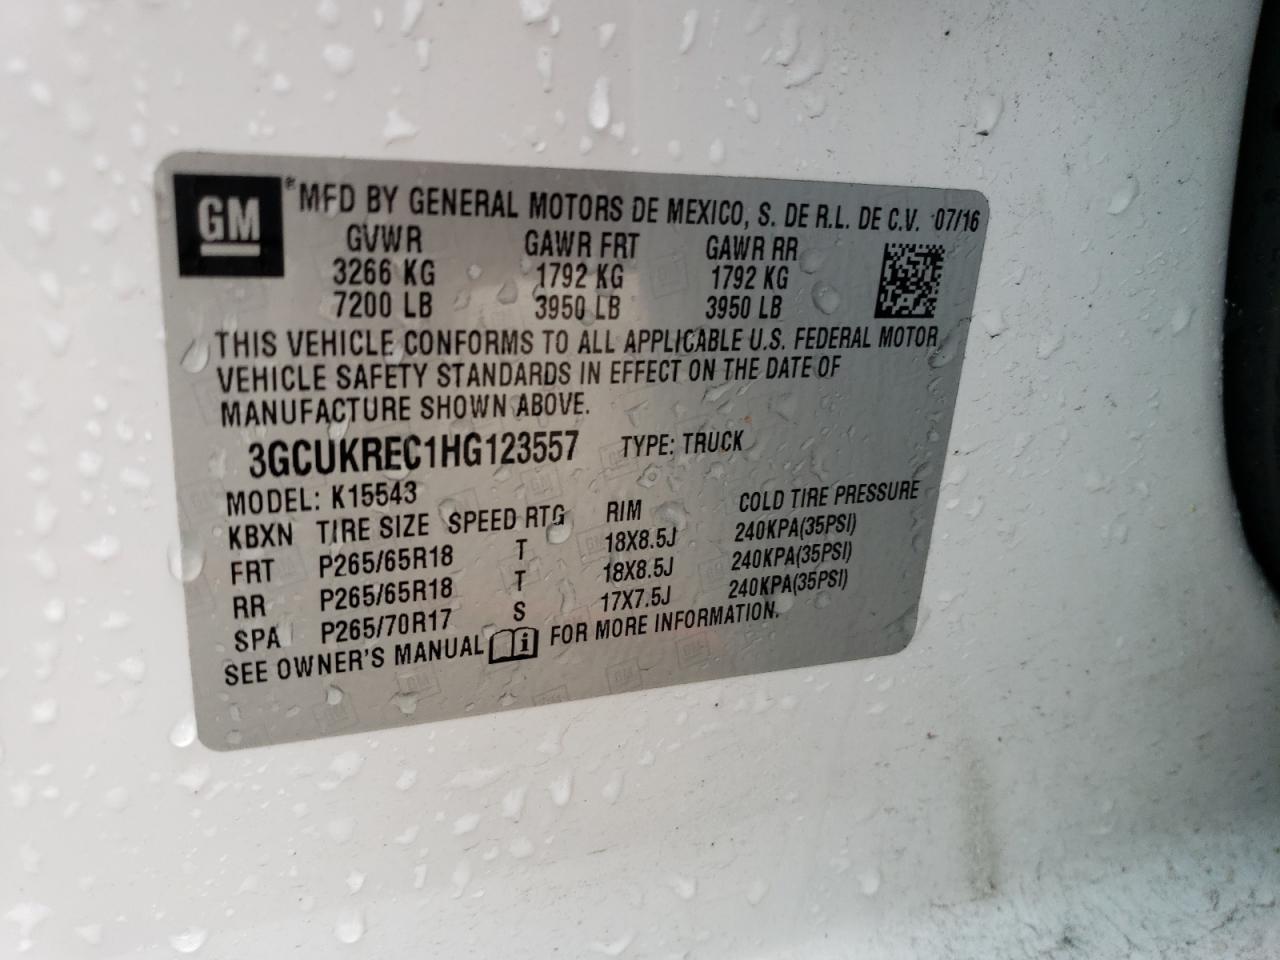 GM ® MFD BY GENERAL MOTORS DE MEXICO, S. DE R.L. DE C.V. 07/16
GVWR GAWR FRT GAWR RR
3266 KG 1792 KG 1792 KG
7200 LB 3950 LB 3950 LB
THIS VEHICLE CONFORMS TO ALL APPLICABLE U.S. FEDERAL MOTOR
VEHICLE SAFETY STANDARDS IN EFFECT ON THE DATE OF
MANUFACTURE SHOWN ABOVE.
3GCUKREC1HG123557 TYPE: TRUCK
MODEL: K15543
KBXN TIRE SIZE SPEED RTG RIM COLD TIRE PRESSURE
FRT P265/65R18 T 18X8.5J 240KPA(35PSI)
RR P265/65R18 T 18X8.5J 240KPA(35PSI)
SPA P265/70R17 S 17X7.5J 240KPA(35PSI)
SEE OWNER'S MANUAL i FOR MORE INFORMATION.